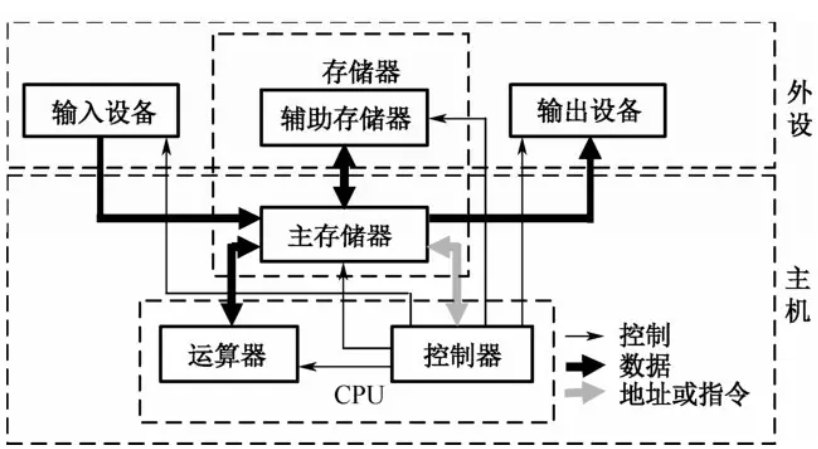 存储器
输入设备
辅助存储器
输出设备
外设
主存储器
主机
运算器
控制器
CPU
控制
数据
地址或指令